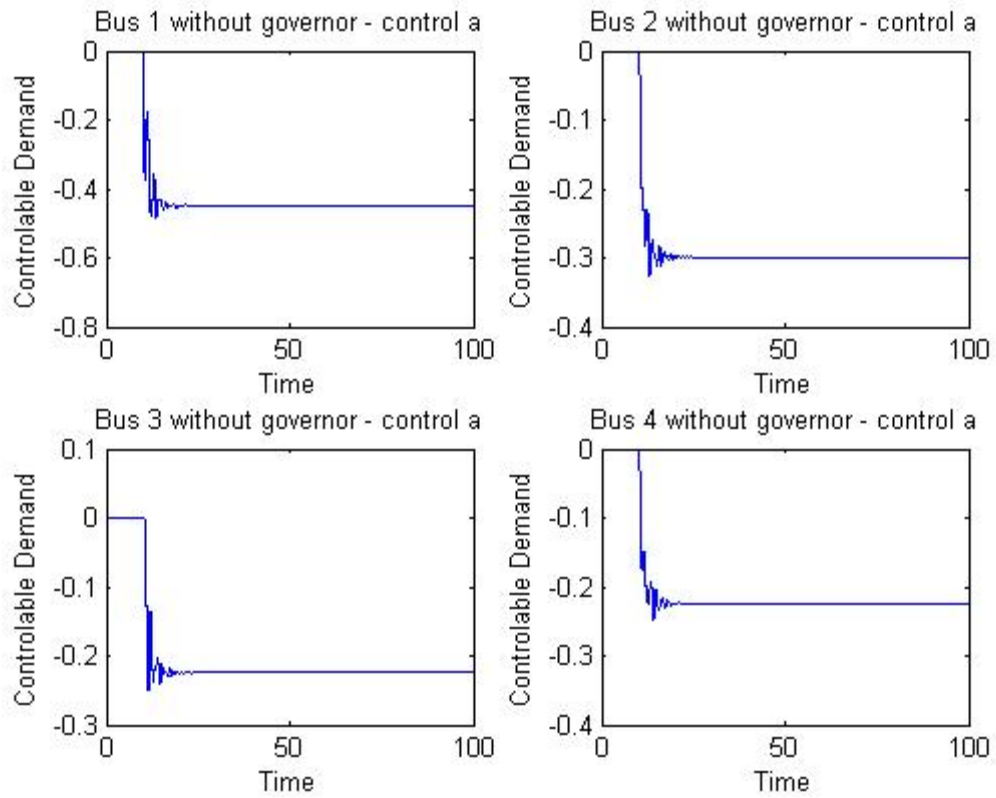 Bus 1 without governor - control a
0
-0.2
-0.4
-0.6
-0.8
Controlable Demand
0
50
100
Time
Bus 2 without governor - control a
0
-0.1
-0.2
-0.3
-0.4
Controlable Demand
0
50
100
Time
Bus 3 without governor - control a
0.1
0
-0.1
-0.2
-0.3
Controlable Demand
0
50
100
Time
Bus 4 without governor - control a
0
-0.1
-0.2
-0.3
-0.4
Controlable Demand
0
50
100
Time